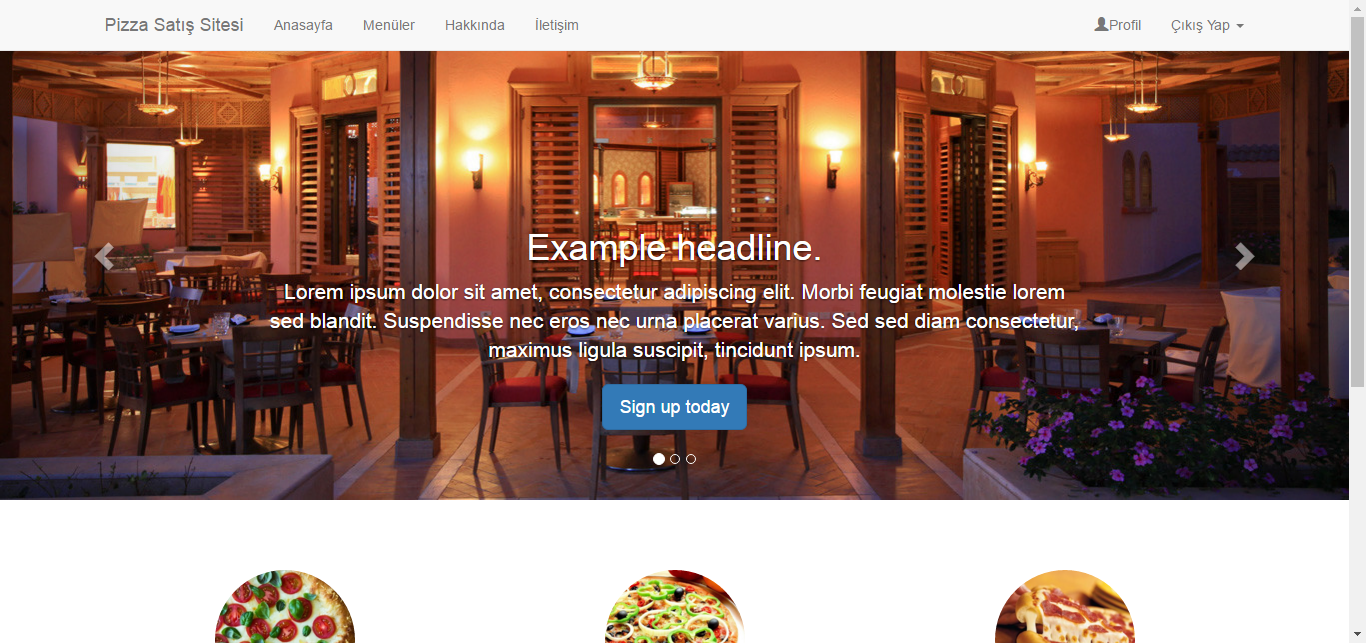 Pizza Satış Sitesi Anasayfa Menüler Hakkında İletişim Profil Çıkış Yap
Example headline.
Lorem ipsum dolor sit amet, consectetur adipiscing elit. Morbi feugiat molestie lorem
sed blandit. Suspendisse nec eros nec urna placerat varius. Sed sed diam consectetur,
maximus ligula suscipit, tincidunt ipsum.
Sign up today